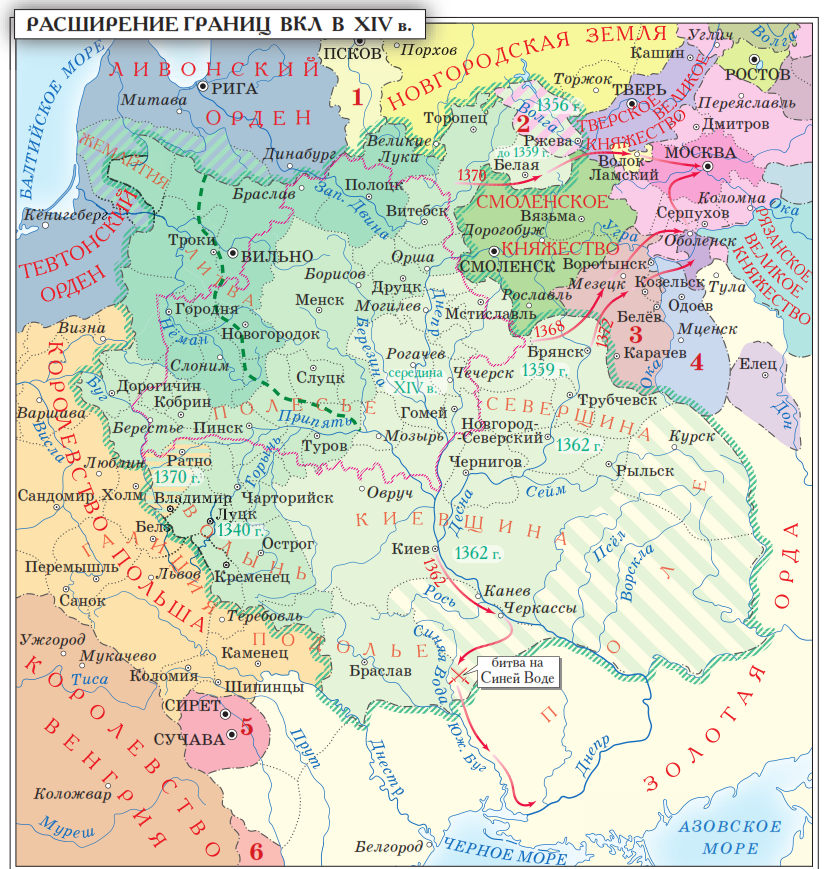 РАСШИРЕНИЕ ГРАНИЦ ВКЛ В XIV в.
БАЛТИЙСКОЕ МОРЕ
ЛИВОНСКИЙ
ОРДЕН
РИГА
Митава
ПСКОВ
1
Порхов
НОВГОРОДСКАЯ ЗЕМЛЯ
Углич
Волга
Кашин
РОСТОВ
Торжок
ТВЕРЬ
Переяславль
Дмитров
ТВЕРСКОЕ
ВЕЛИКОЕ
КНЯЖЕСТВО
Торопец
2
Волга
1356 г.
Ржева
до 1359 г.
Белая
1370
Волок
Ламский
МОСКВА
Великие
Луки
ЖЕМАЙТИЯ
Динабург
Браслав
Полоцк
Зап. Двина
Витебск
СМОЛЕНСКОЕ
Вязьма
КНЯЖЕСТВО
Дорогобуж
СМОЛЕНСК
Угра
Коломна
Ока
Серпухов
Оболенск
РЯЗАНСКОЕ
ВЕЛИКОЕ
КНЯЖЕСТВО
Кёнигсберг
ТЕВТОНСКИЙ
ОРДЕН
Троки
ВИЛЬНО
ЛИТВА
Борисов
Орша
Воротынск
Мезецк
Козельск
Тула
Рославль
Одоев
Белёв
Мценск
Друцк
Менск
Могилев
Днепр
Мстиславль
1368
1372
3
4
Карачев
Ока
Елец
Дон
Визна
Городня
Неман
Новогородок
Березина
Рогачев
середина
XIV в.
Чечерск
Брянск
1359 г.
Слоним
Слуцк
Буг
Дорогичин
Кобрин
ПОЛЕСЬЕ
Припять
Варшава
Висла
Берестье
Пинск
Туров
Гомей
Мозырь
СЕВЕРЩИНА
Трубчевск
Новгород-
Северский
1362 г.
Курск
КОРОЛЕВСТВО ПОЛЬША
Люблин
Ратно
1370 г.
Горынь
Чернигов
Рыльск
Сандомир
Холм
Владимир
Чарторийск
Овруч
Десна
Сейм
Луцк
1340 г.
Белз
ВОЛЫНЬ
КИЕВЩИНА
Острог
Киев
1362 г.
Псёл
Ворскла
ПОЛЕ
ГАЛИЦИЯ
Перемышль
Львов
Кременец
1362
Канев
Черкассы
Рось
Санок
Теребовль
Ужгород
Мукачево
ПОДОЛЬЕ
Каменец
Браслав
Синяя Вода
битва на
Синей Воде
Тиса
Коломия
Шипинцы
СИРЕТ
5
СУЧАВА
КОРОЛЕВСТВО
ВЕНГРИЯ
Прут
Днестр
Юж. Буг
Днепр
ЗОЛОТАЯ
ОРДА
Коложвар
Муреш
6
Белгород
ЧЕРНОЕ МОРЕ
АЗОВСКОЕ
МОРЕ